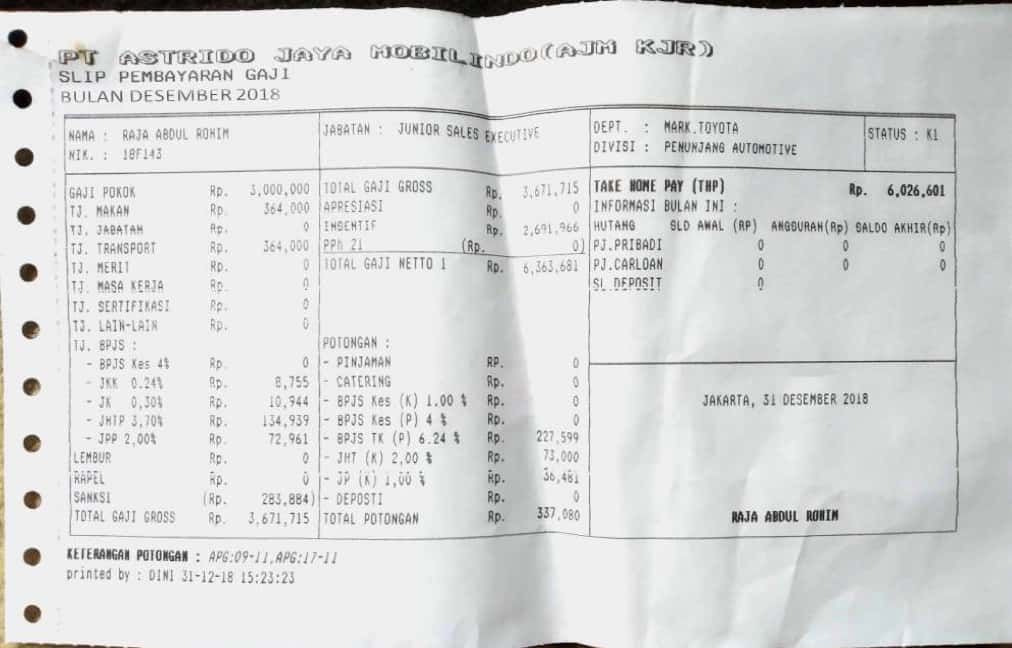 PT ASTRIDO JAYA MOBILINDO(AJM KJR)
SLIP PEMBAYARAN GAJI
BULAN DESEMBER 2018
NAMA : RAJA ABDUL ROHIM
NIK. : 18F143
JABATAN : JUNIOR SALES EXECUTIVE
DEPT. : MARK.TOYOTA
DIVISI : PENUNJANG AUTOMOTIVE
STATUS : K1
GAJI POKOK Rp. 3,000,000
TJ. MAKAN Rp. 364,000
TJ. JABATAN Rp. 0
TJ. TRANSPORT Rp. 364,000
TJ. MERIT Rp. 0
TJ. MASA KERJA Rp. 0
TJ. SERTIFIKASI Rp. 0
TJ. LAIN-LAIN Rp. 0
TJ. BPJS :
- BPJS Kes 4% Rp. 0
- JKK 0.24% Rp. 8,755
- JK 0,30% Rp. 10,944
- JHTP 3,70% Rp. 134,939
- JPP 2,00% Rp. 72,961
LEMBUR Rp. 0
RAPEL Rp. 0
SANKSI (Rp. 283,884)
TOTAL GAJI GROSS Rp. 3,671,715
TOTAL GAJI GROSS Rp. 3,671,715
APRESIASI Rp. 0
INSENTIF Rp. 2,691,966
PPh 21 (Rp. 0)
TOTAL GAJI NETTO 1 Rp. 6,363,681
POTONGAN :
- PINJAMAN RP. 0
- CATERING Rp. 0
- BPJS Kes (K) 1.00 % Rp. 0
- BPJS Kes (P) 4 % Rp. 0
- BPJS TK (P) 6.24 % Rp. 227,599
- JHT (K) 2,00 % Rp. 73,000
- JP (K) 1,00 % Rp. 36,481
- DEPOSTI Rp. 0
TOTAL POTONGAN Rp. 337,080
TAKE HOME PAY (THP) Rp. 6,026,601
INFORMASI BULAN INI :
HUTANG SLD AWAL (RP) ANGSURAN(Rp) SALDO AKHIR(Rp)
PJ.PRIBADI 0 0 0
PJ.CARLOAN 0 0 0
SL.DEPOSIT 0
JAKARTA, 31 DESEMBER 2018
RAJA ABDUL ROHIM
KETERANGAN POTONGAN : APG:09-11,APG:17-11
printed by : DINI 31-12-18 15:23:23